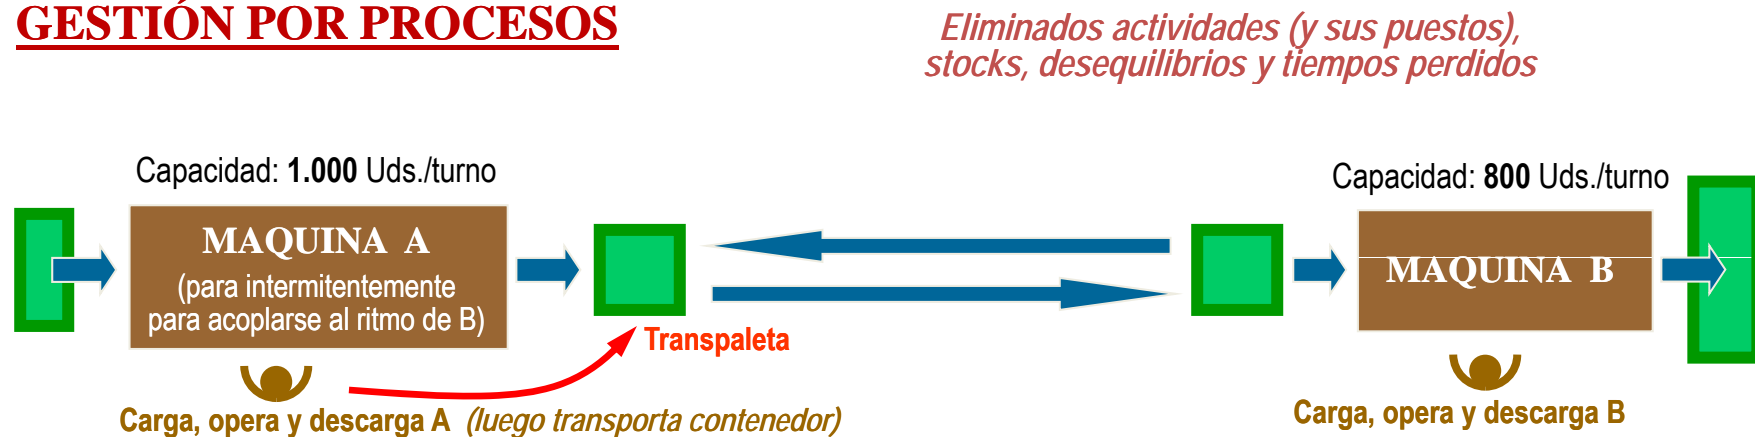 GESTIÓN POR PROCESOS
Eliminados actividades (y sus puestos),
stocks, desequilibrios y tiempos perdidos
Capacidad: 1.000 Uds./turno
MAQUINA A
(para intermitentemente
para acoplarse al ritmo de B)
Transpaleta
Carga, opera y descarga A (luego transporta contenedor)
Capacidad: 800 Uds./turno
MAQUINA B
Carga, opera y descarga B